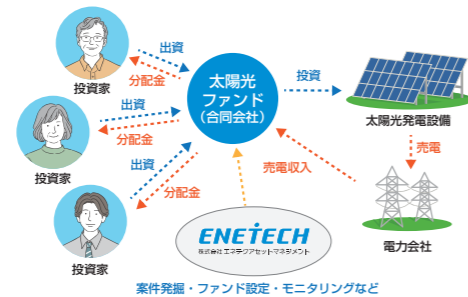 出資
分配金
投資家
出資
分配金
投資家
出資
分配金
投資家
太陽光
ファンド
(合同会社)
投資
太陽光発電設備
売電
売電収入
電力会社
ENETECH
株式会社エネテクアセットマネジメント
案件発掘・ファンド設定・モニタリングなど